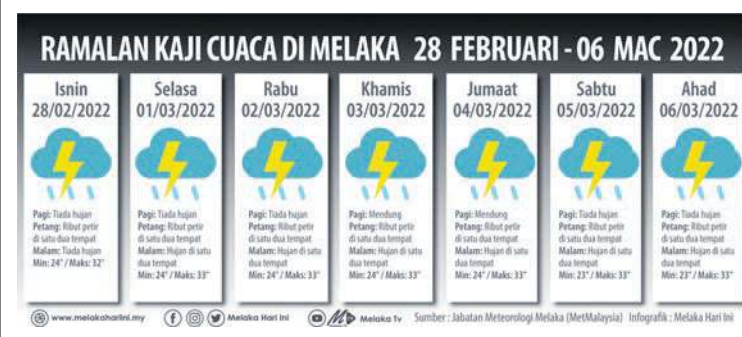 RAMALAN KAJI CUACA DI MELAKA 28 FEBRUARI - 06 MAC 2022
Isnin
28/02/2022
Pagi: Tiada hujan
Petang: Ribut petir
di satu dua tempat
Malam: Tiada hujan
Min: 24° / Maks: 32°
Selasa
01/03/2022
Pagi: Tiada hujan
Petang: Ribut petir
di satu dua tempat
Malam: Hujan di satu
dua tempat
Min: 24° / Maks: 33°
Rabu
02/03/2022
Pagi: Tiada hujan
Petang: Ribut petir
di satu dua tempat
Malam: Hujan di satu
dua tempat
Min: 24° / Maks: 33°
Khamis
03/03/2022
Pagi: Mendung
Petang: Ribut petir
di satu dua tempat
Malam: Hujan di satu
dua tempat
Min: 24° / Maks: 33°
Jumaat
04/03/2022
Pagi: Mendung
Petang: Ribut petir
di satu dua tempat
Malam: Hujan di satu
dua tempat
Min: 24° / Maks: 33°
Sabtu
05/03/2022
Pagi: Tiada hujan
Petang: Ribut petir
di satu dua tempat
Malam: Hujan di satu
dua tempat
Min: 23° / Maks: 33°
Ahad
06/03/2022
Pagi: Tiada hujan
Petang: Ribut petir
di satu dua tempat
Malam: Hujan di satu
dua tempat
Min: 23° / Maks: 33°
www.melakahariini.my Melaka Hari Ini Melaka Tv Sumber : Jabatan Meteorologi Melaka (MetMalaysia) Infografik : Melaka Hari Ini